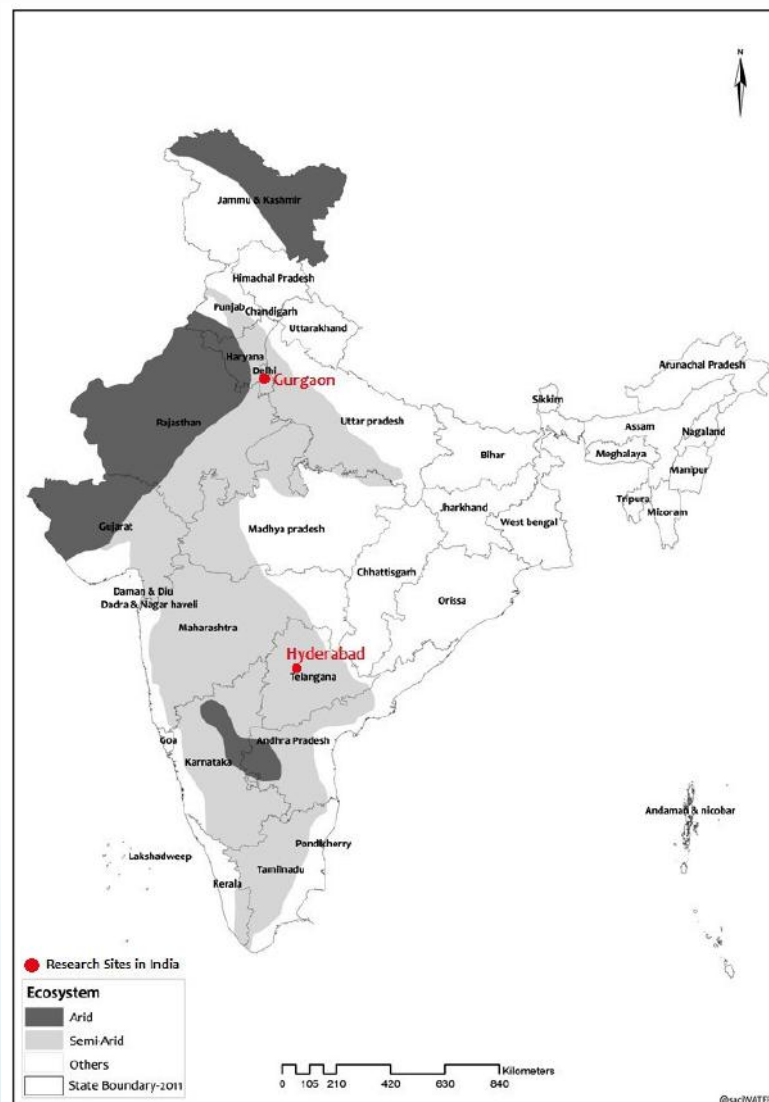 N
Jammu & Kashmir
Himachal Pradesh
Punjab
Chandigarh
Uttarakhand
Haryana
Delhi
Gurgaon
Arunachal Pradesh
Sikkim
Rajasthan
Uttar pradesh
Assam
Nagaland
Bihar
Meghalaya
Manipur
Tripura
Mizoram
Jharkhand
West bengal
Gujarat
Madhya pradesh
Chhattisgarh
Orissa
Daman & Diu
Dadra & Nagar haveli
Maharashtra
Hyderabad
Telangana
Goa
Andhra Pradesh
Karnataka
Andaman & nicobar
Pondicherry
Lakshadweep
Kerala
Tamilnadu
Research Sites in India
Ecosystem
Arid
Semi-Arid
Others
State Boundary-2011
Kilometers
0 105 210 420 630 840